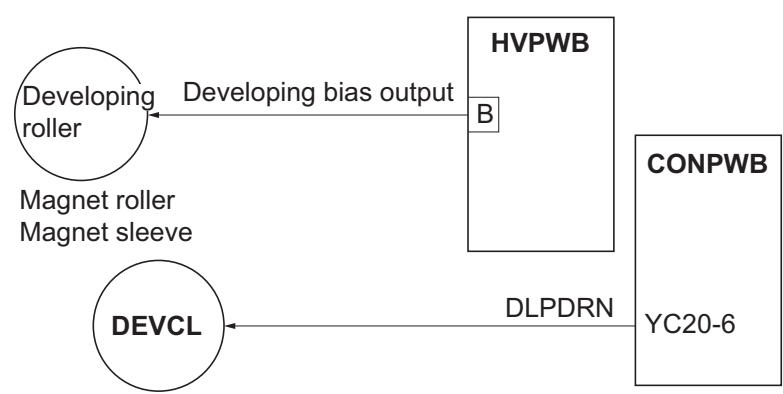 HVPWB
Developing
roller
Developing bias output
B
Magnet roller
Magnet sleeve
CONPWB
DEVCL
DLPDRN
YC20-6